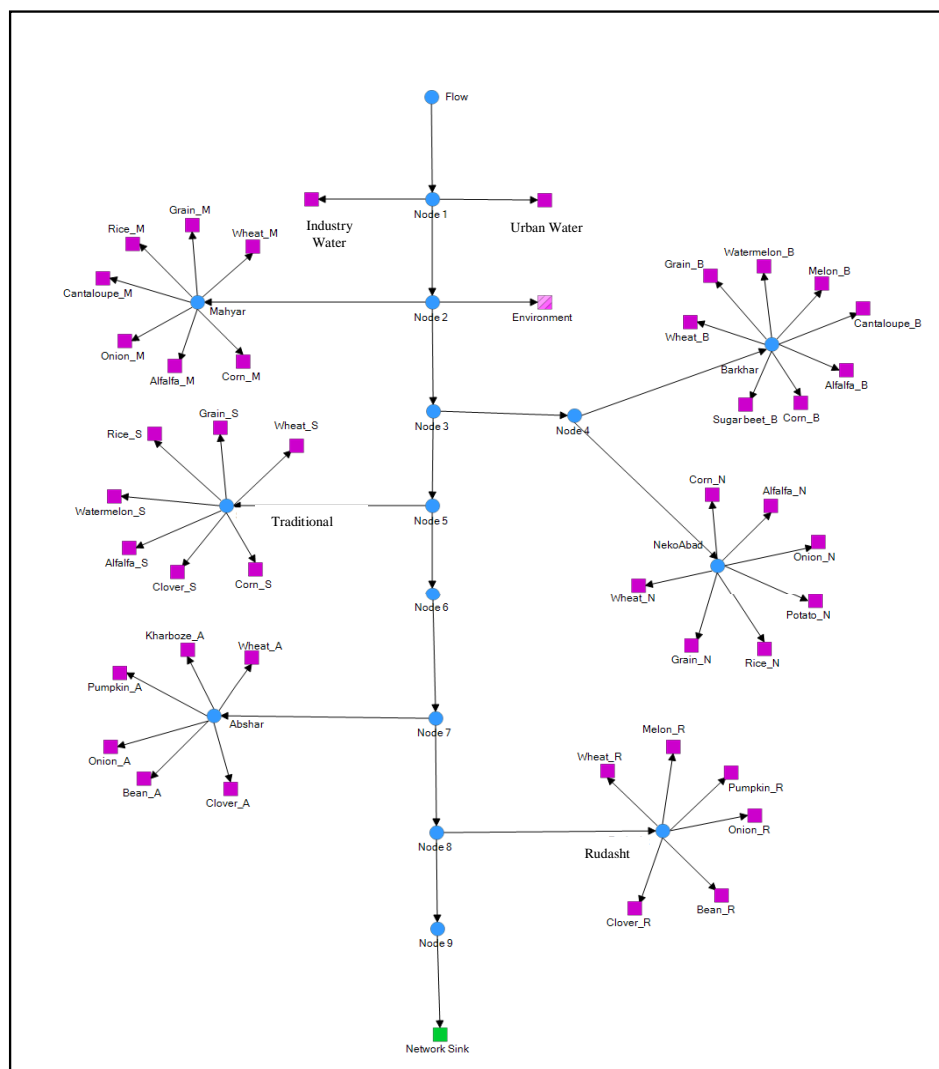 Flow
Node 1
Industry
Water
Urban Water
Grain_M
Rice_M
Wheat_M
Cantaloupe_M
Mahyar
Onion_M
Alfalfa_M
Corn_M
Node 2
Environment
Watermelon_B
Grain_B
Melon_B
Cantaloupe_B
Wheat_B
Barkhar
Alfalfa_B
Sugarbeet_B
Corn_B
Node 3
Node 4
Grain_S
Rice_S
Wheat_S
Watermelon_S
Traditional
Alfalfa_S
Clover_S
Corn_S
Node 5
Corn_N
Alfalfa_N
NekoAbad
Onion_N
Wheat_N
Potato_N
Grain_N
Rice_N
Node 6
Kharboze_A
Wheat_A
Pumpkin_A
Abshar
Onion_A
Bean_A
Clover_A
Node 7
Melon_R
Wheat_R
Pumpkin_R
Onion_R
Rudasht
Bean_R
Clover_R
Node 8
Node 9
Network Sink